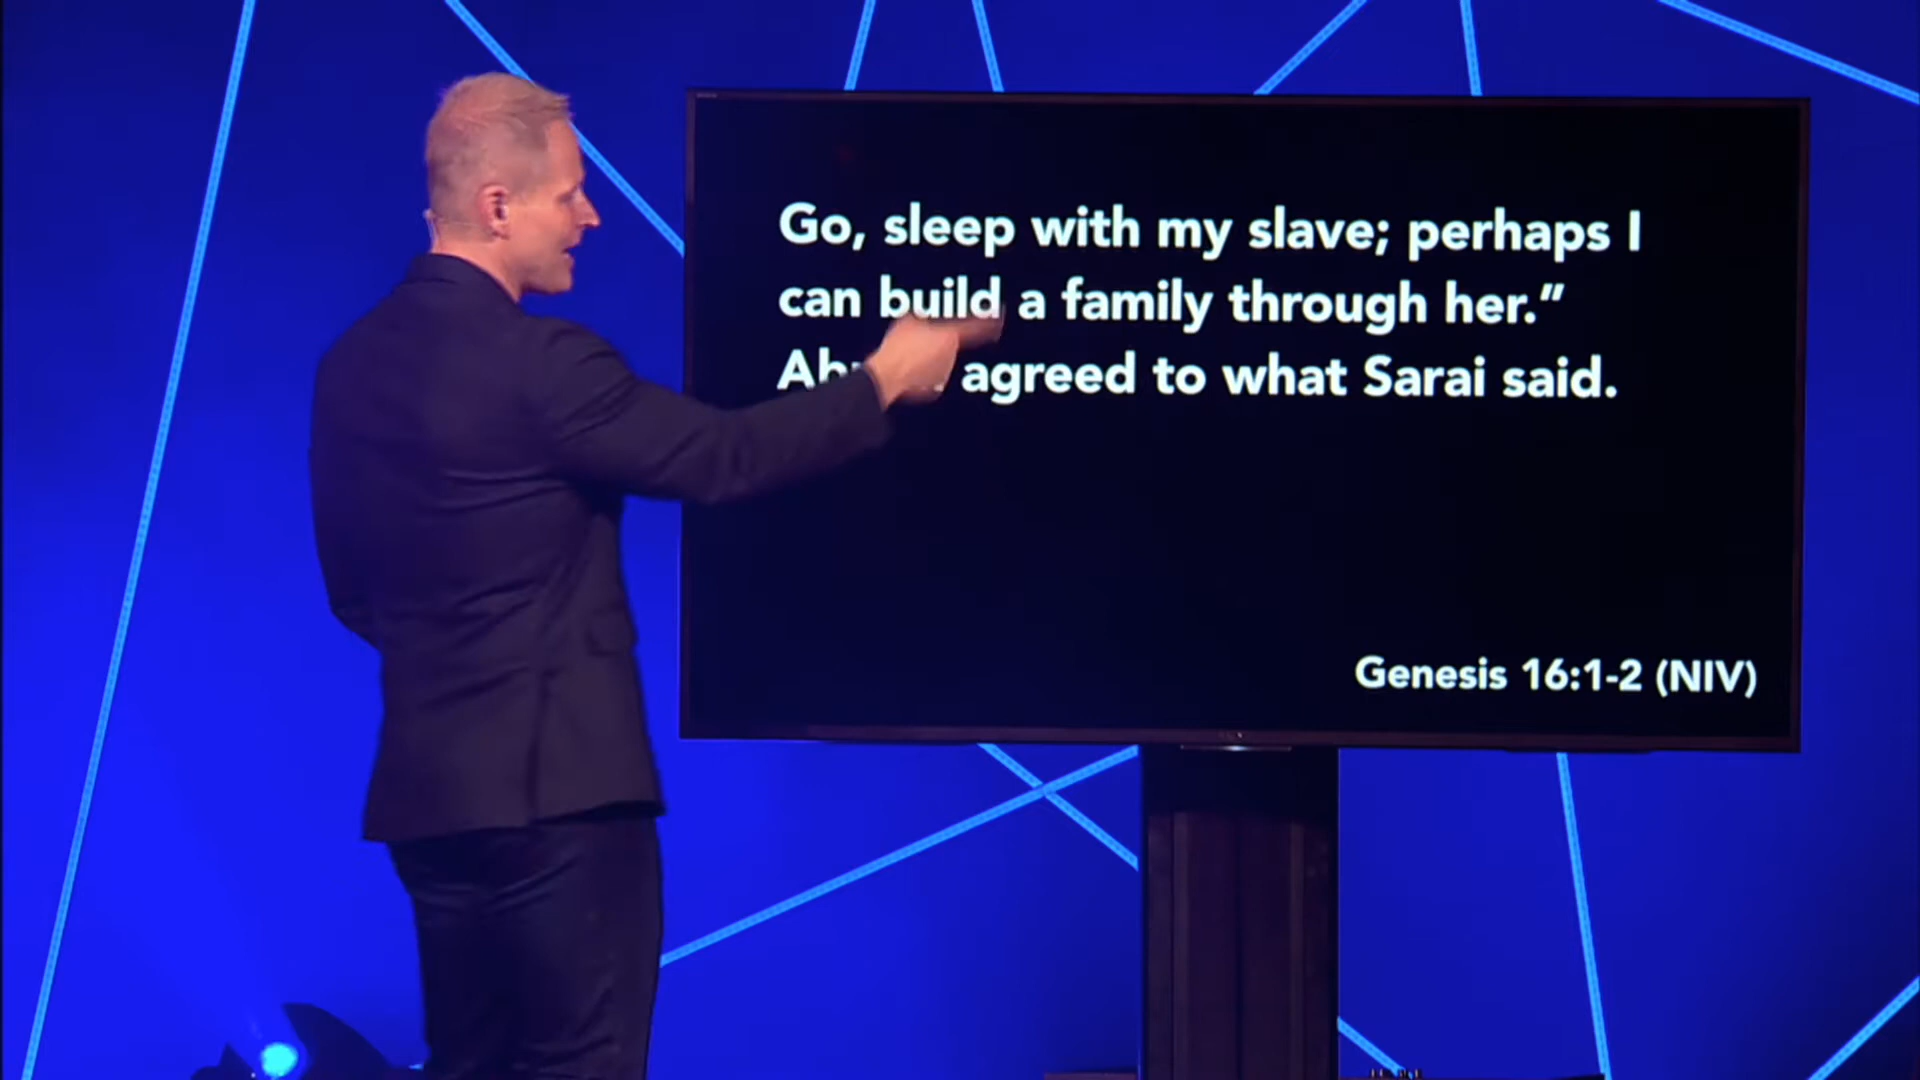 Go, sleep with my slave; perhaps I
can build a family through her.”
agreed to what Sarai said.
Genesis 16:1-2 (NIV)